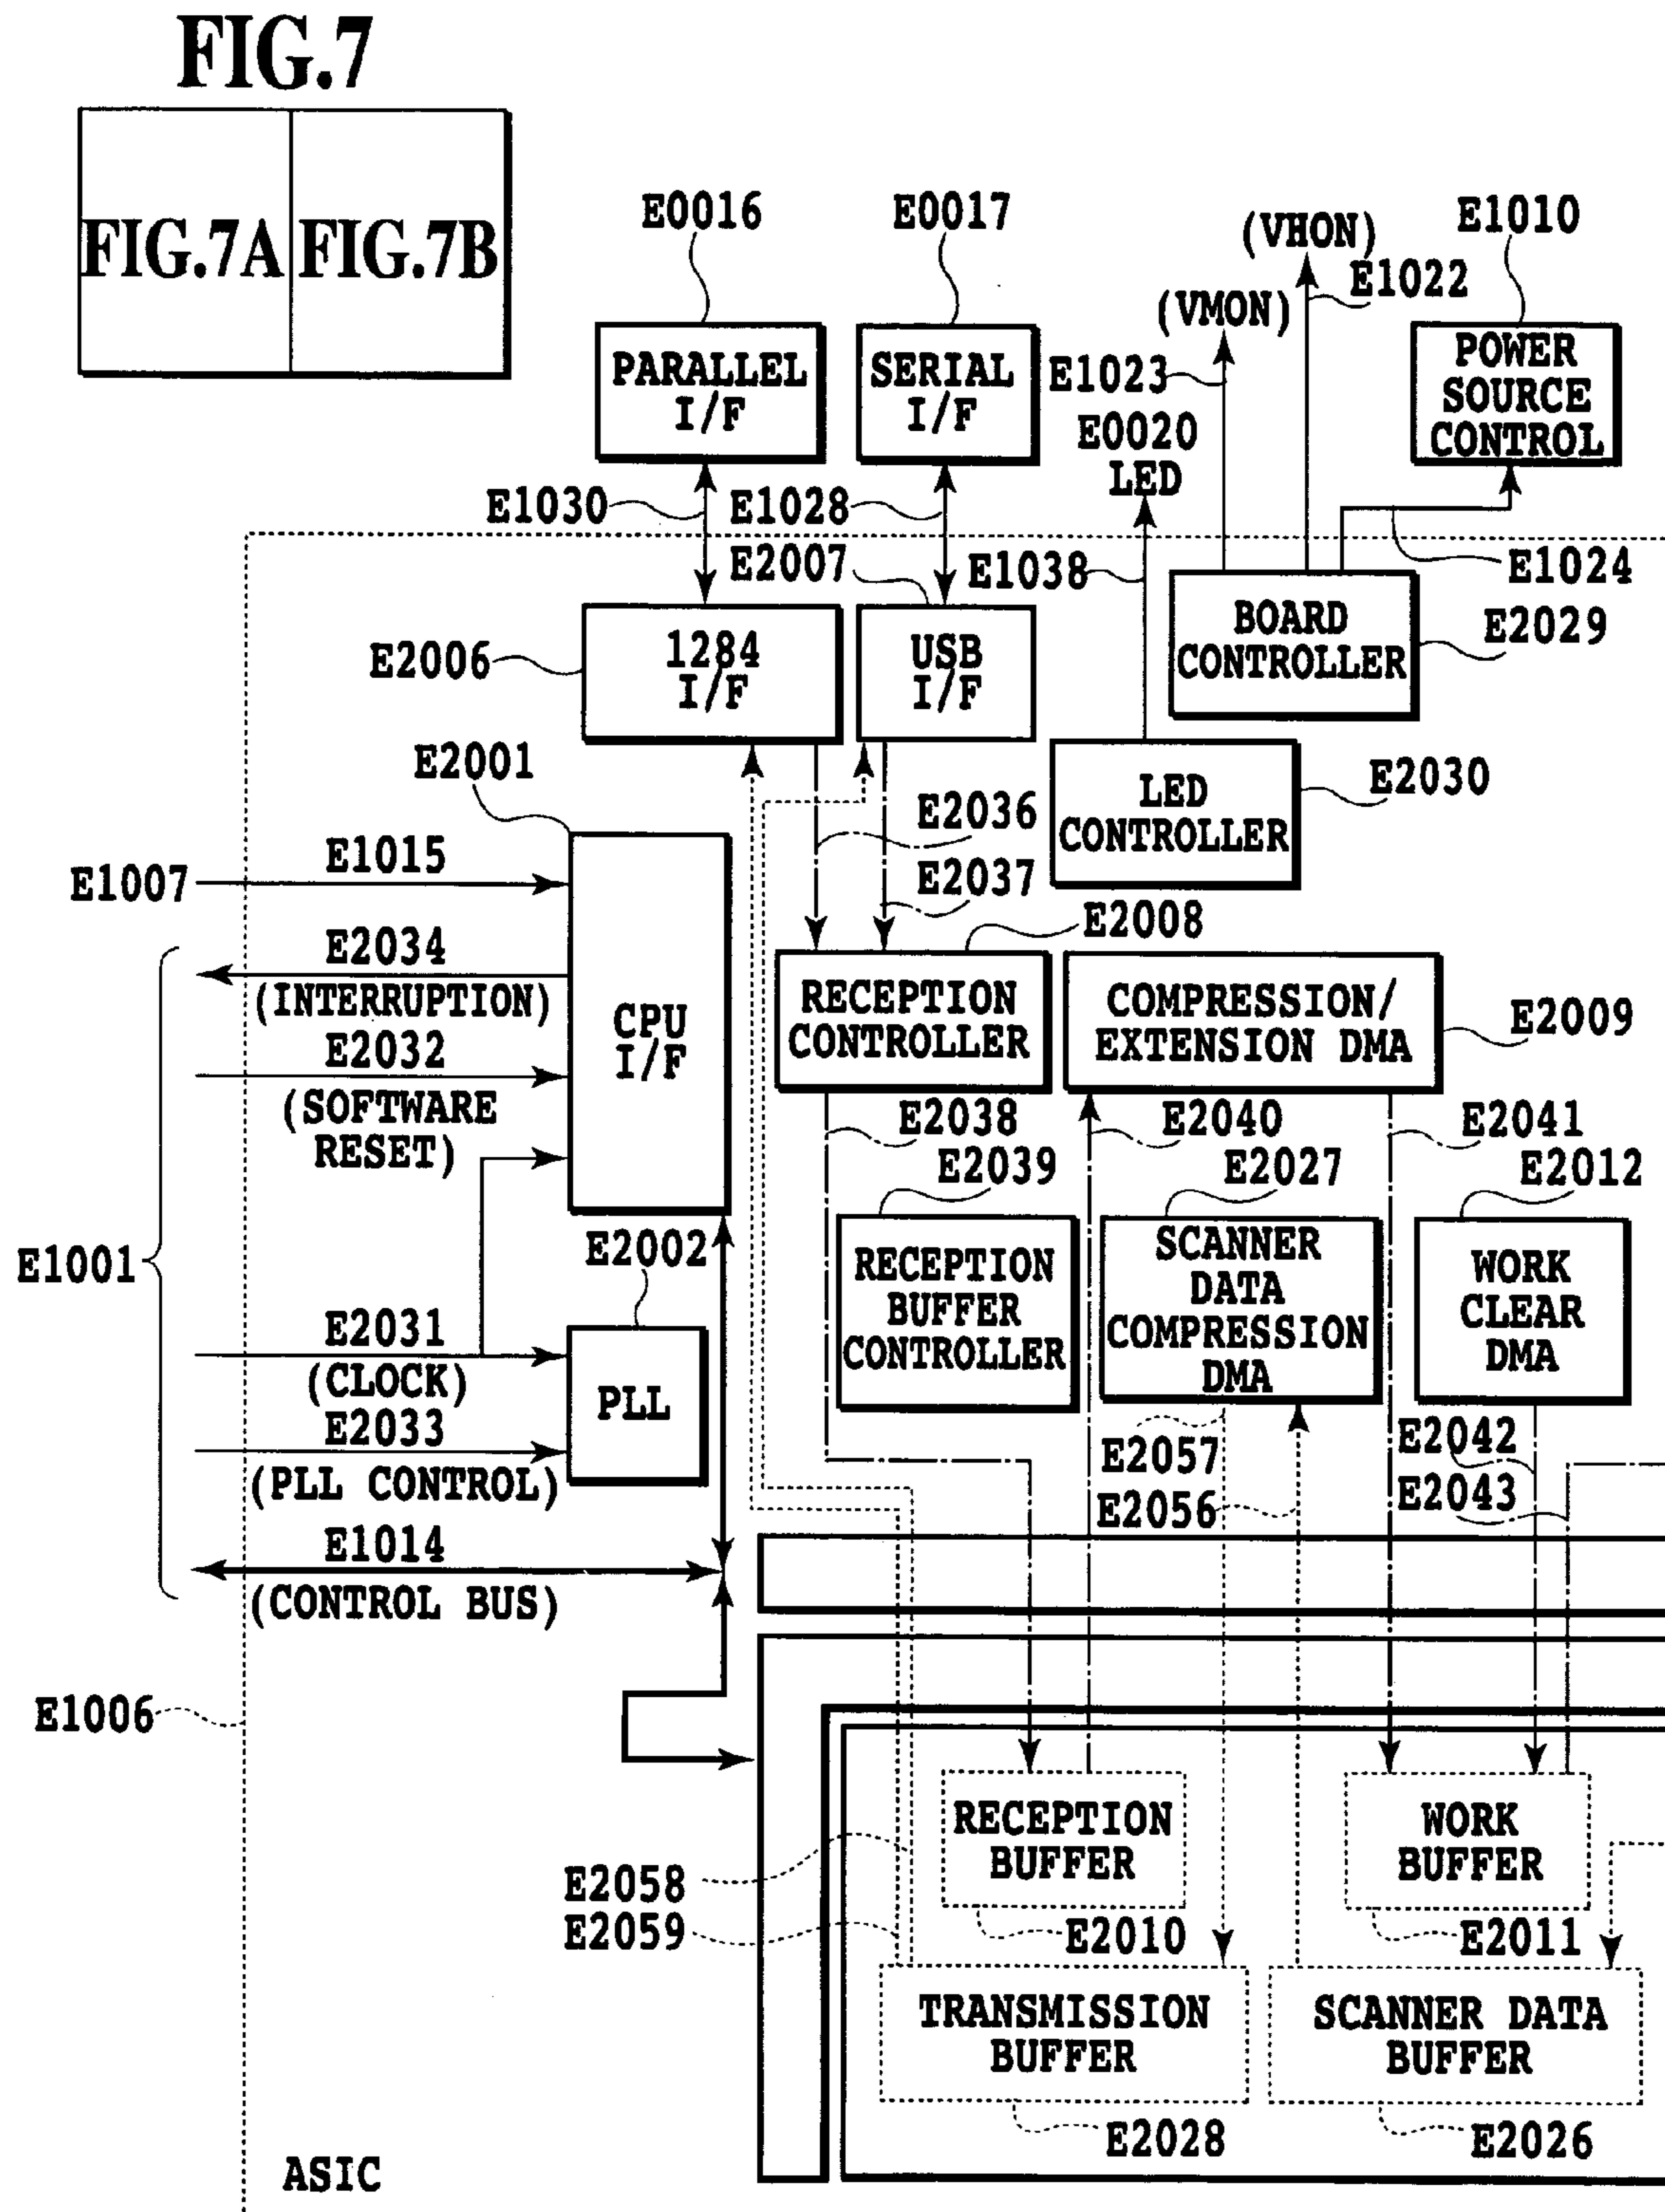 FIG.7
FIG.7A
FIG.7B
E0016
E0017
(VHON)
E1010
E1022
(VMON)
PARALLEL
I/F
SERIAL
I/F
E1023
POWER
SOURCE
CONTROL
E0020
LED
E1030
E1028
E2007
E1038
E1024
E2006
1284
I/F
USB
I/F
BOARD
CONTROLLER
E2029
E2001
LED
CONTROLLER
E2030
E2036
E2037
E1015
E1007
E2034
(INTERRUPTION)
E2032
(SOFTWARE
RESET)
CPU
I/F
E2008
RECEPTION
CONTROLLER
COMPRESSION/
EXTENSION DMA
E2009
E2038
E2040
E2041
E2039
E2027
E2012
E1001
E2002
RECEPTION
BUFFER
CONTROLLER
SCANNER
DATA
COMPRESSION
DMA
WORK
CLEAR
DMA
E2031
(CLOCK)
E2033
(PLL CONTROL)
PLL
E2057
E2056
E2042
E2043
E1014
(CONTROL BUS)
E1006
RECEPTION
BUFFER
WORK
BUFFER
E2058
E2059
E2010
E2011
TRANSMISSION
BUFFER
SCANNER DATA
BUFFER
E2028
E2026
ASIC